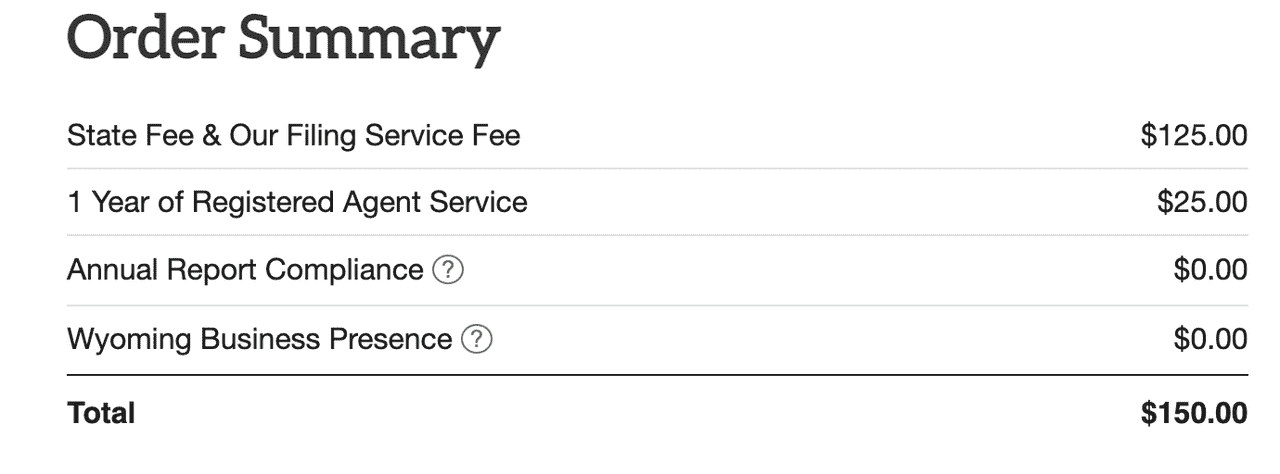 Order Summary
State Fee & Our Filing Service Fee $125.00
1 Year of Registered Agent Service $25.00
Annual Report Compliance ? $0.00
Wyoming Business Presence ? $0.00
Total $150.00